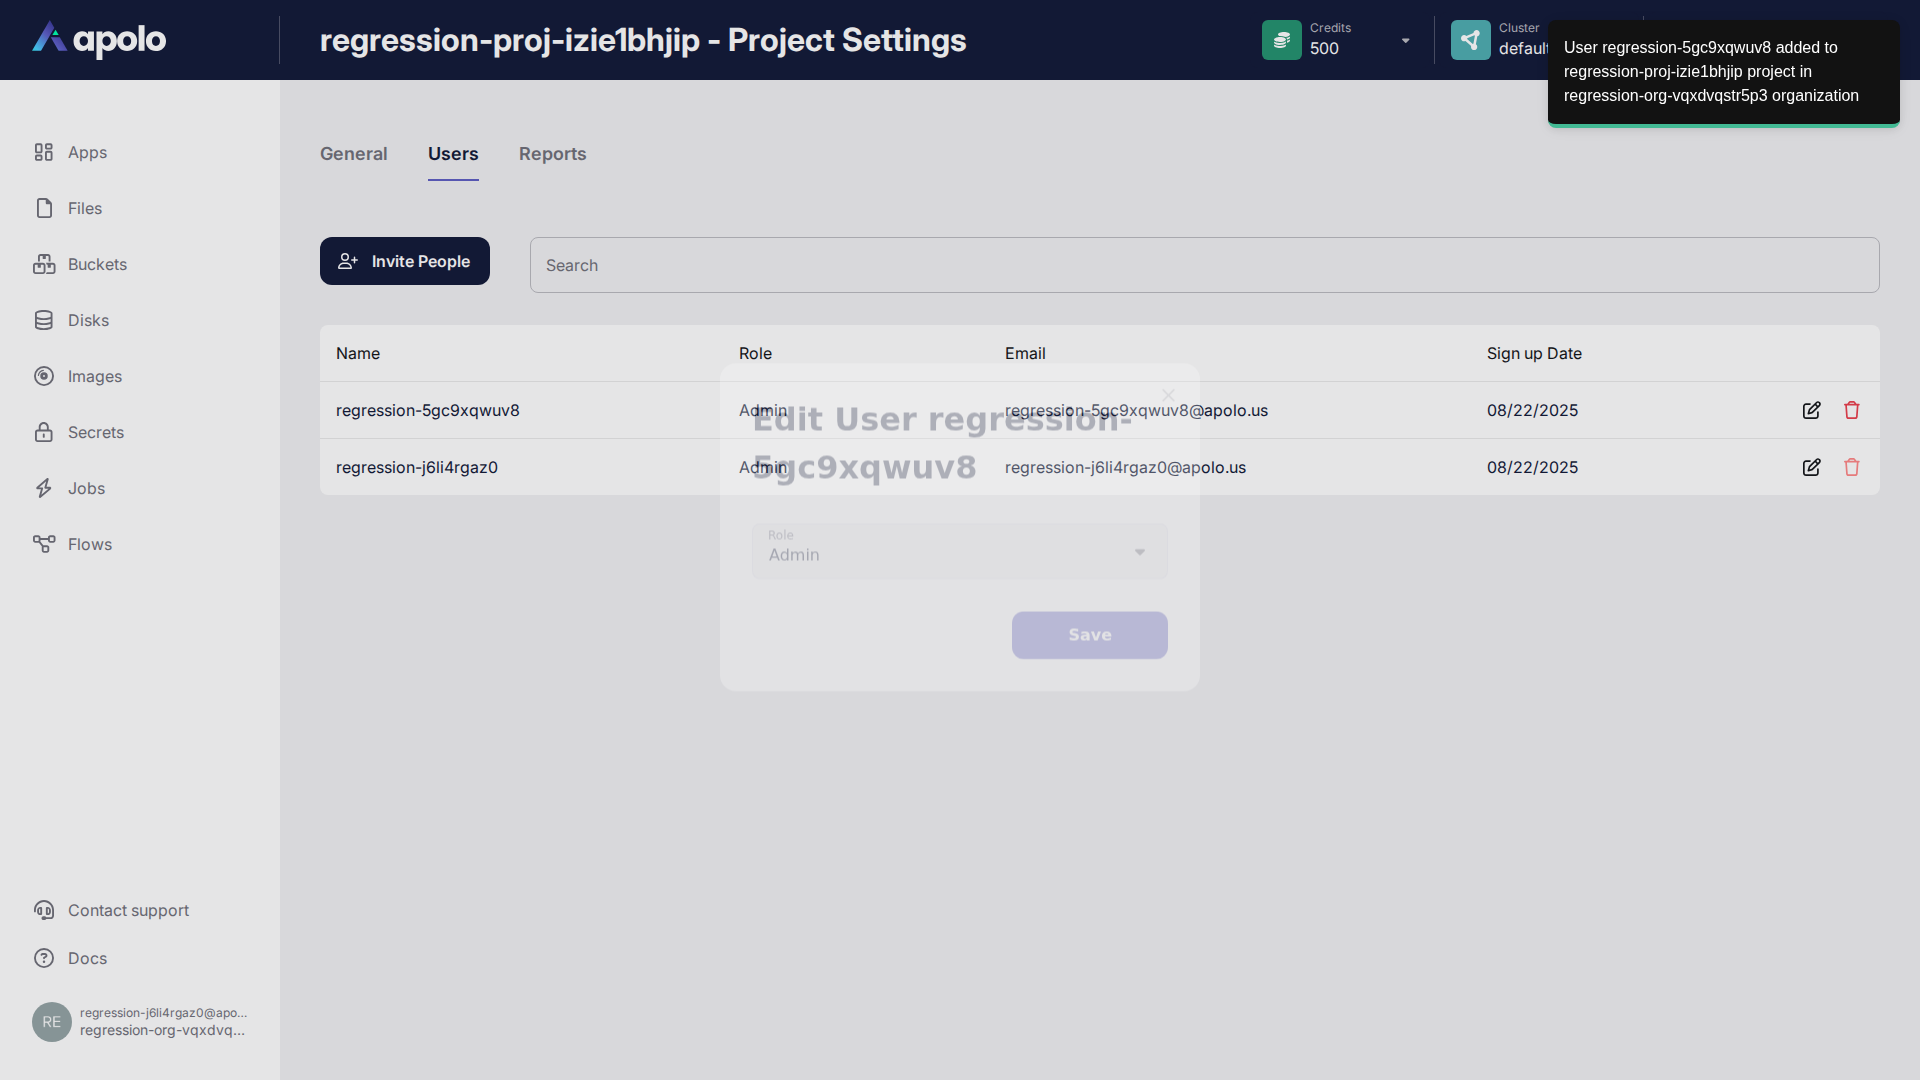 apolo
regression-proj-izie1bhjip - Project Settings
Credits
500
Cluster
default
User regression-5gc9xqwuv8 added to
regression-proj-izie1bhjip project in
regression-org-vqxdvqstr5p3 organization
Apps
Files
Buckets
Disks
Images
Secrets
Jobs
Flows
Contact support
Docs
RE
regression-j6li4rgaz0@apo...
regression-org-vqxdvq...
General
Users
Reports
Invite People
Search
Name
Role
Email
Sign up Date
regression-5gc9xqwuv8
Admin
regression-5gc9xqwuv8@apolo.us
08/22/2025
regression-j6li4rgaz0
Admin
regression-j6li4rgaz0@apolo.us
08/22/2025
Edit User regression-
5gc9xqwuv8
Role
Admin
Save